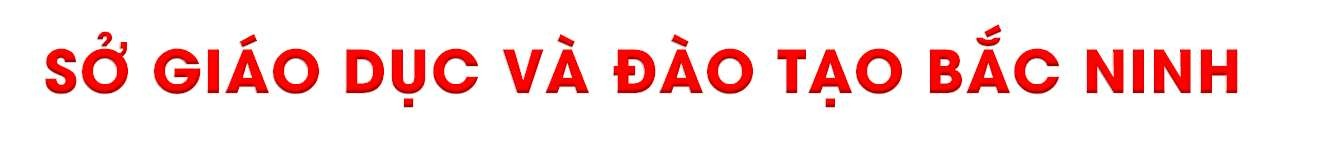 SỞ GIÁO DỤC VÀ ĐÀO TẠO BẮC NINH